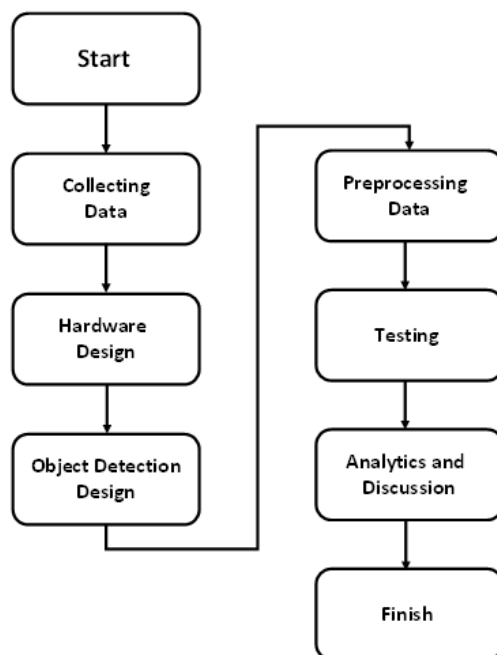 Start
Collecting
Data
Hardware
Design
Object Detection
Design
Preprocessing
Data
Testing
Analytics and
Discussion
Finish